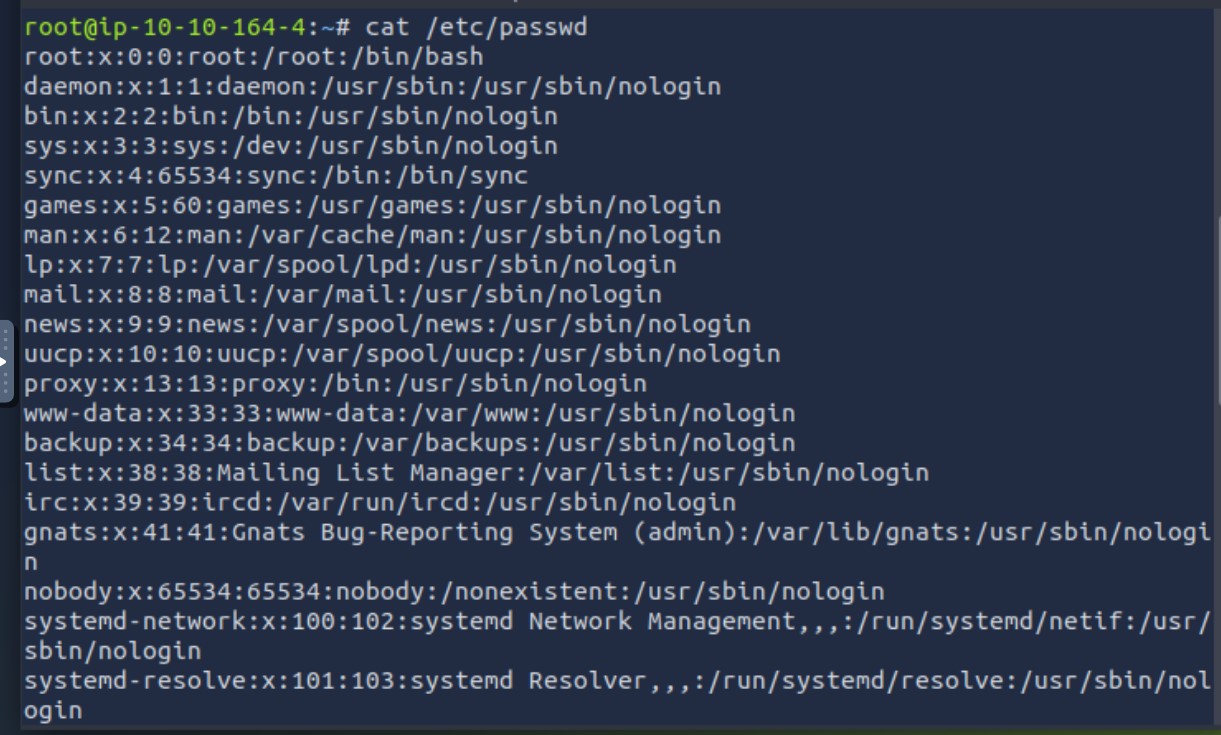 root@ip-10-10-164-4:~# cat /etc/passwd
root:x:0:0:root:/root:/bin/bash
daemon:x:1:1:daemon:/usr/sbin:/usr/sbin/nologin
bin:x:2:2:bin:/bin:/usr/sbin/nologin
sys:x:3:3:sys:/dev:/usr/sbin/nologin
sync:x:4:65534:sync:/bin:/bin/sync
games:x:5:60:games:/usr/games:/usr/sbin/nologin
man:x:6:12:man:/var/cache/man:/usr/sbin/nologin
lp:x:7:7:lp:/var/spool/lpd:/usr/sbin/nologin
mail:x:8:8:mail:/var/mail:/usr/sbin/nologin
news:x:9:9:news:/var/spool/news:/usr/sbin/nologin
uucp:x:10:10:uucp:/var/spool/uucp:/usr/sbin/nologin
proxy:x:13:13:proxy:/bin:/usr/sbin/nologin
www-data:x:33:33:www-data:/var/www:/usr/sbin/nologin
backup:x:34:34:backup:/var/backups:/usr/sbin/nologin
list:x:38:38:Mailing List Manager:/var/list:/usr/sbin/nologin
irc:x:39:39:ircd:/var/run/ircd:/usr/sbin/nologin
gnats:x:41:41:Gnats Bug-Reporting System (admin):/var/lib/gnats:/usr/sbin/nologi
n
nobody:x:65534:65534:nobody:/nonexistent:/usr/sbin/nologin
systemd-network:x:100:102:systemd Network Management,,,:/run/systemd/netif:/usr/
sbin/nologin
systemd-resolve:x:101:103:systemd Resolver,,,:/run/systemd/resolve:/usr/sbin/nol
ogin